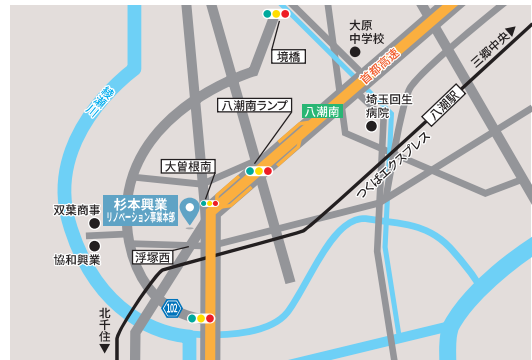 大原
中学校
三郷中央
境橋
首都高速
綾瀬川
八潮南ランプ
八潮南
埼玉回生
病院
八潮駅
つくばエクスプレス
大曽根南
杉本興業
リノベーション事業本部
双葉商事
協和興業
浮塚西
102
北千住